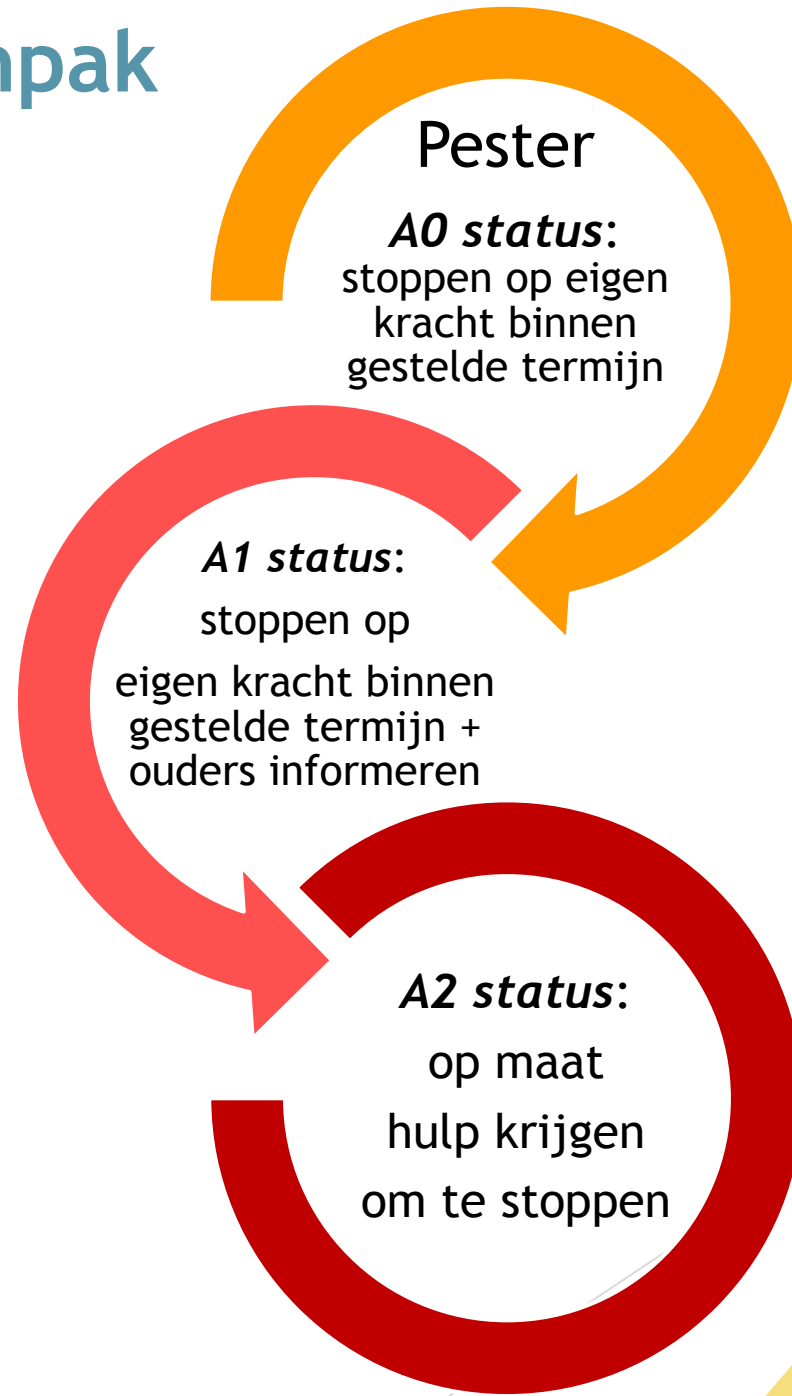 npak
Pester
A0 status:
stoppen op eigen
kracht binnen
gestelde termijn
A1 status:
stoppen op
eigen kracht binnen
gestelde termijn +
ouders informeren
A2 status:
op maat
hulp krijgen
om te stoppen